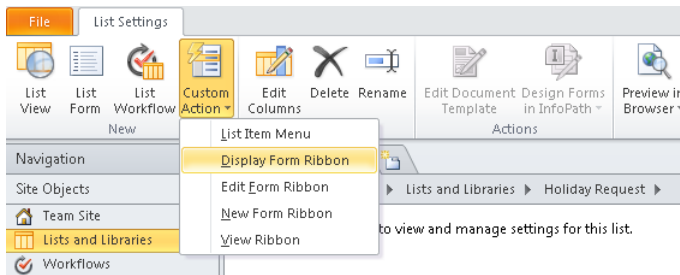 File List Settings
List View
List Form
List Workflow
Custom Action
Edit Columns
Delete
Rename
Edit Document Template
Design Forms in InfoPath
Preview in Browser
New
Actions
List Item Menu
Display Form Ribbon
Edit Form Ribbon
New Form Ribbon
View Ribbon
Navigation
Site Objects
Team Site
Lists and Libraries
Workflows
Lists and Libraries Holiday Request
to view and manage settings for this list.